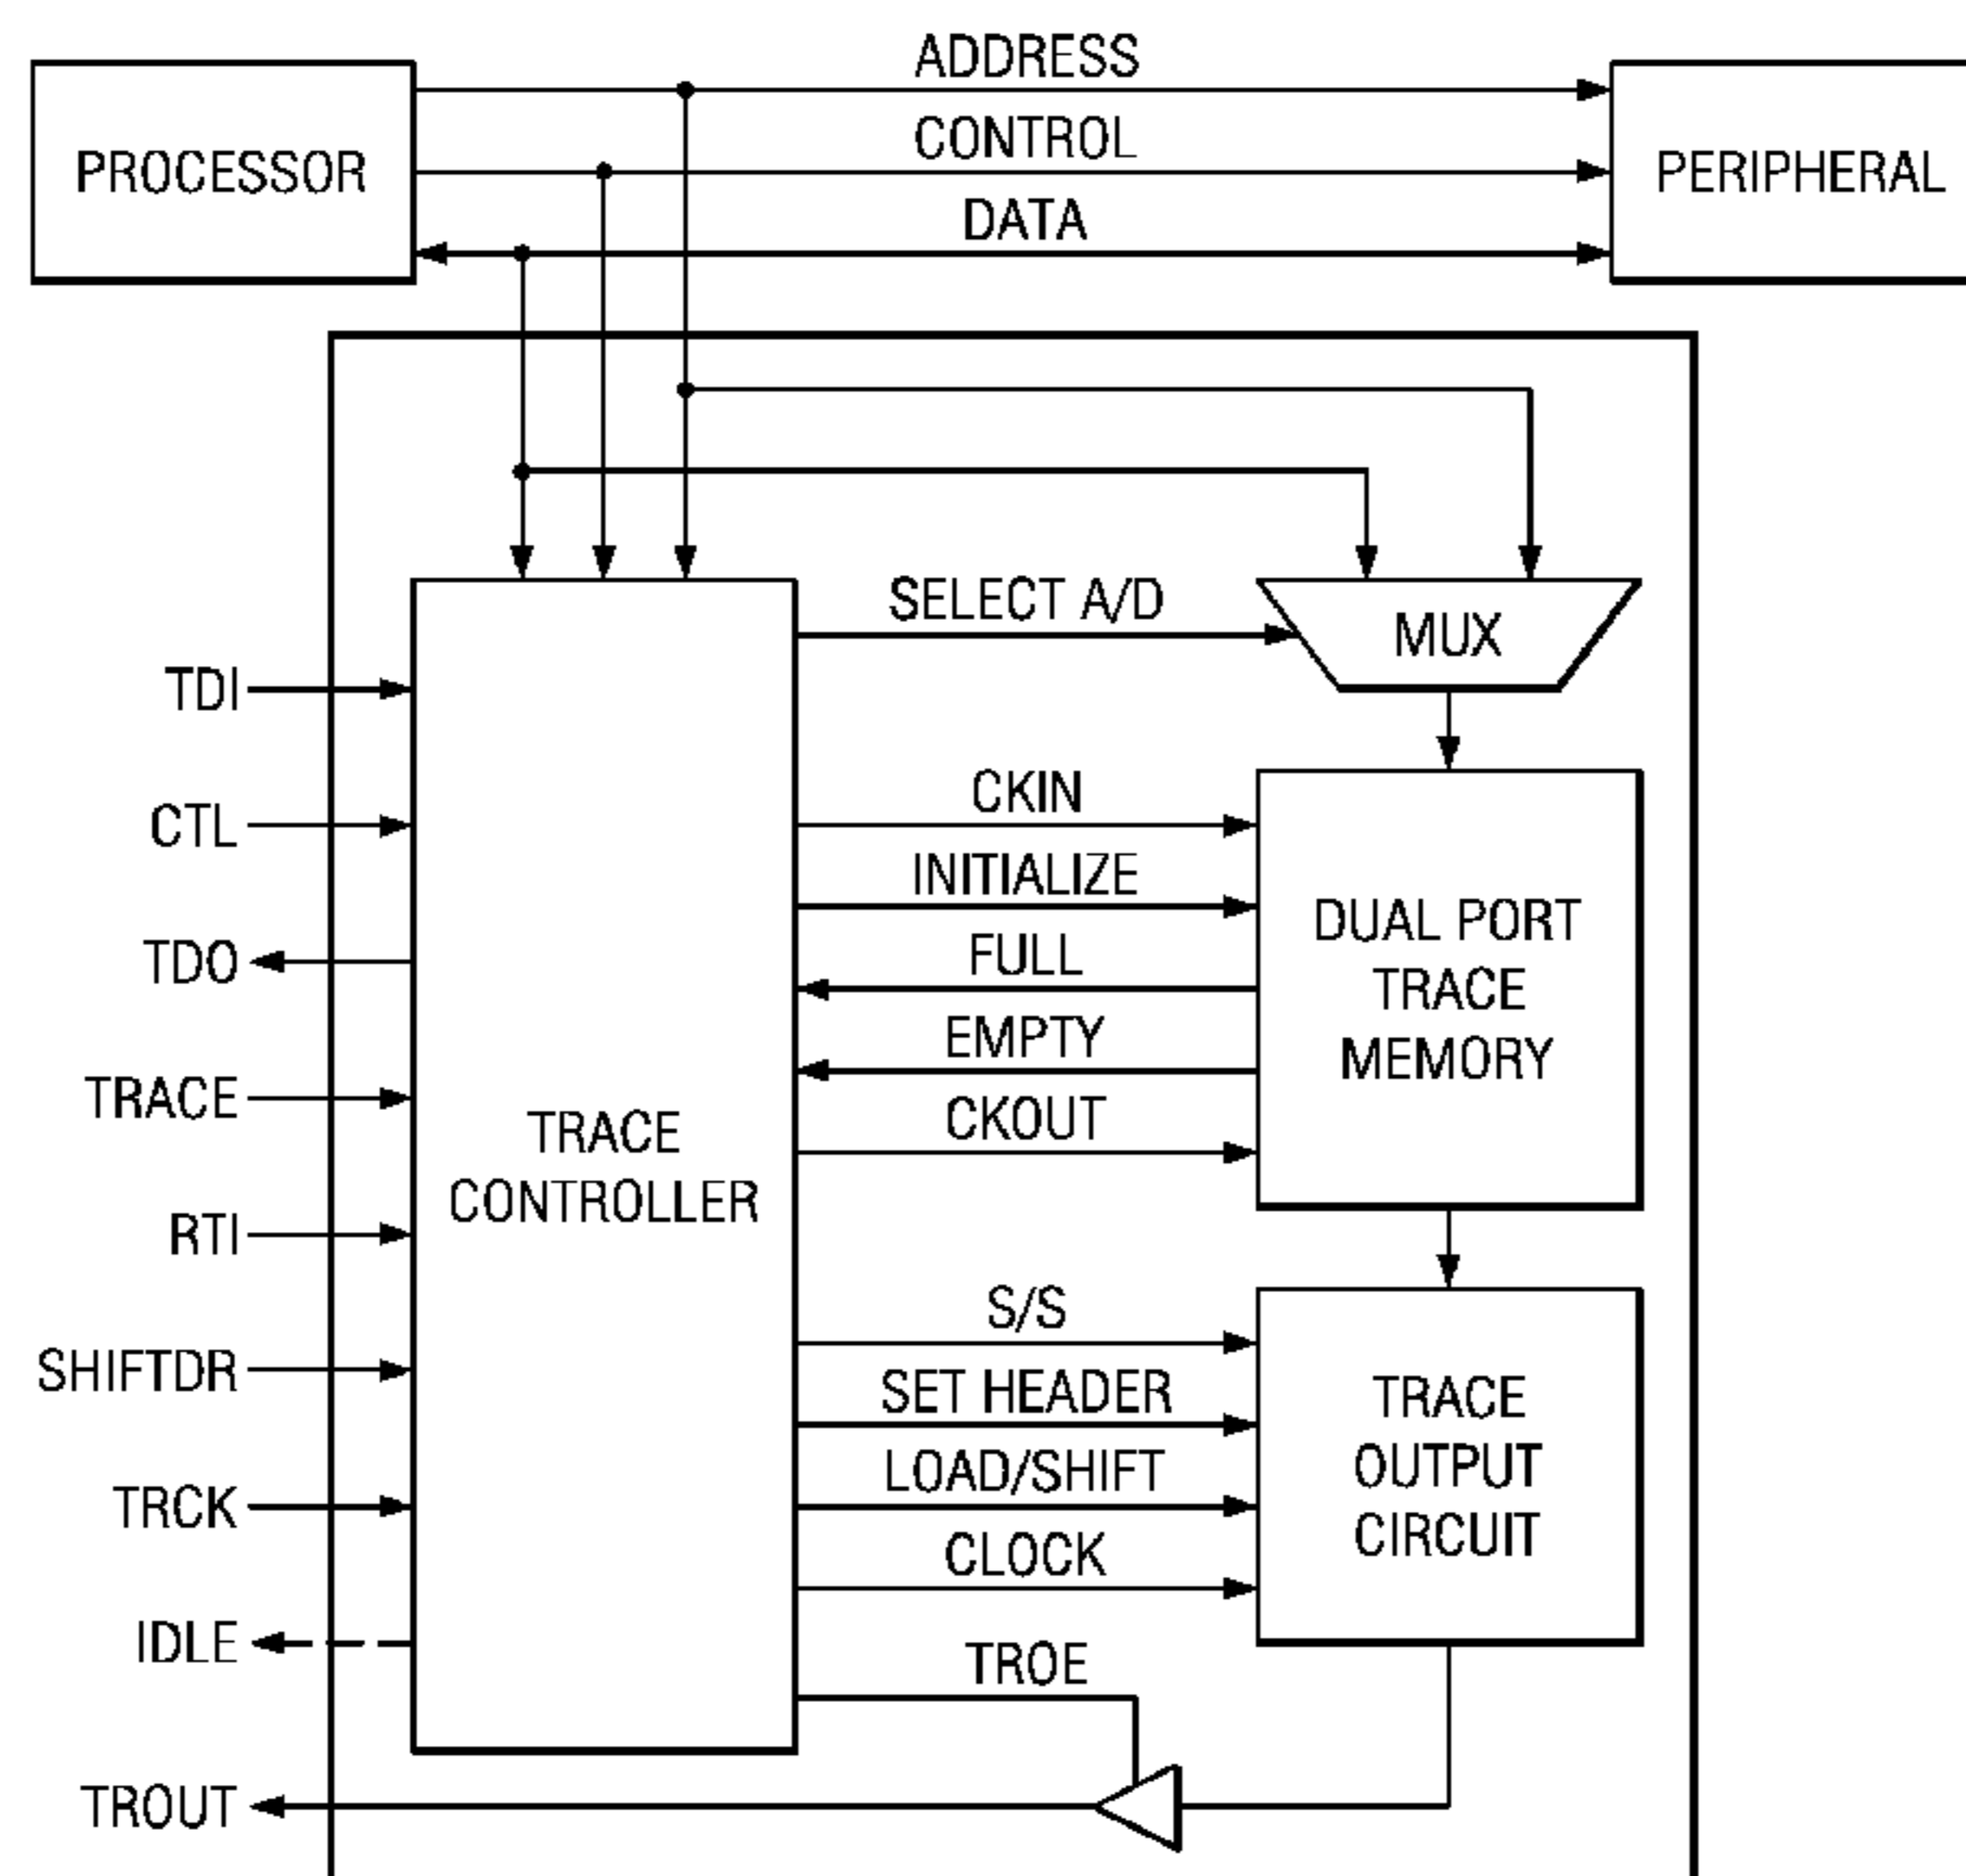 ADDRESS
PROCESSOR
CONTROL
PERIPHERAL
DATA
SELECT A/D
MUX
TDI
CTL
CKIN
INITIALIZE
DUAL PORT
TRACE
MEMORY
TDO
FULL
EMPTY
CKOUT
TRACE
TRACE
CONTROLLER
RTI
SHIFTDR
S/S
SET HEADER
LOAD/SHIFT
CLOCK
TRACE
OUTPUT
CIRCUIT
TRCK
IDLE
TROE
TROUT